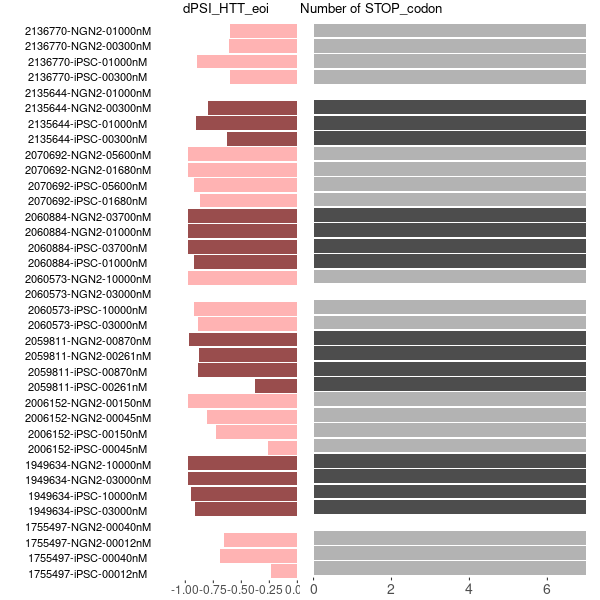 dPSI_HTT_eoi Number of STOP_codon
2136770-NGN2-01000nM
2136770-NGN2-00300nM
2136770-iPSC-01000nM
2136770-iPSC-00300nM
2135644-NGN2-01000nM
2135644-NGN2-00300nM
2135644-iPSC-01000nM
2135644-iPSC-00300nM
2070692-NGN2-05600nM
2070692-NGN2-01680nM
2070692-iPSC-05600nM
2070692-iPSC-01680nM
2060884-NGN2-03700nM
2060884-NGN2-01000nM
2060884-iPSC-03700nM
2060884-iPSC-01000nM
2060573-NGN2-10000nM
2060573-NGN2-03000nM
2060573-iPSC-10000nM
2060573-iPSC-03000nM
2059811-NGN2-00870nM
2059811-NGN2-00261nM
2059811-iPSC-00870nM
2059811-iPSC-00261nM
2006152-NGN2-00150nM
2006152-NGN2-00045nM
2006152-iPSC-00150nM
2006152-iPSC-00045nM
1949634-NGN2-10000nM
1949634-NGN2-03000nM
1949634-iPSC-10000nM
1949634-iPSC-03000nM
1755497-NGN2-00040nM
1755497-NGN2-00012nM
1755497-iPSC-00040nM
1755497-iPSC-00012nM
-1.00 -0.75 -0.50 -0.25 0.0 0 2 4 6